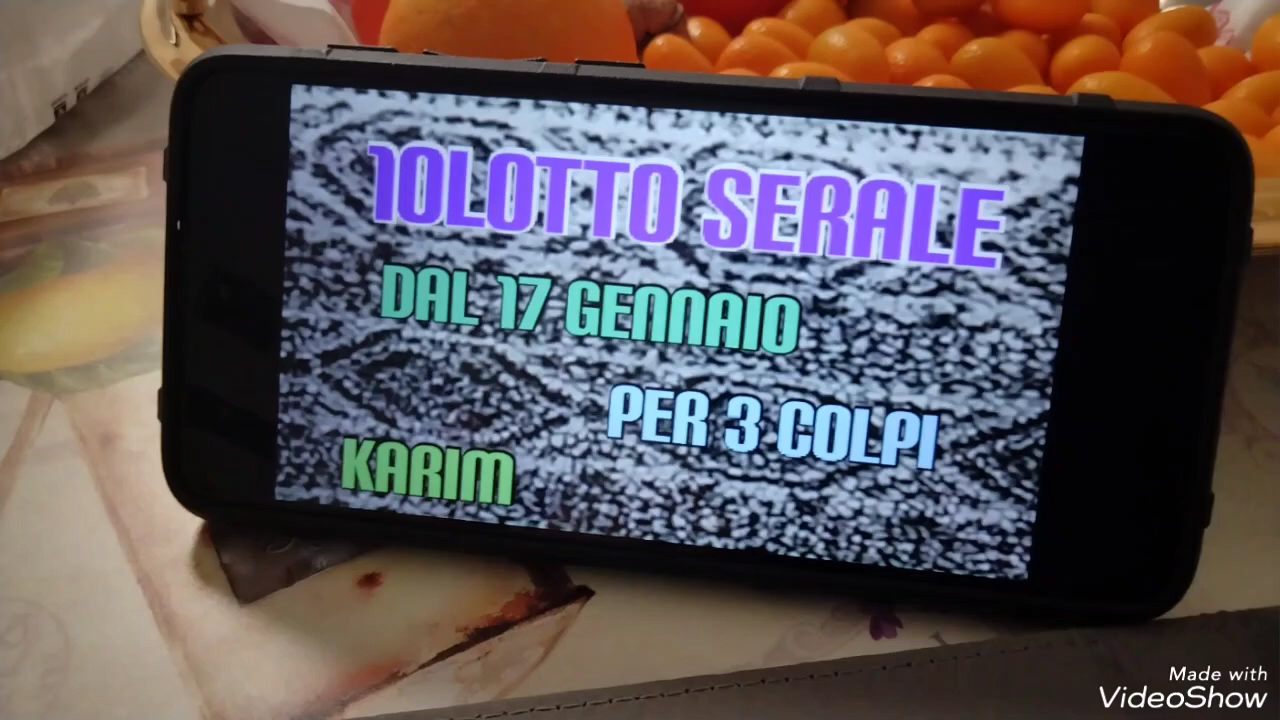 10LOTTO SERALE
DAL 17 GENNAIO
PER 3 COLPI
KARIM
Made with
VideoShow